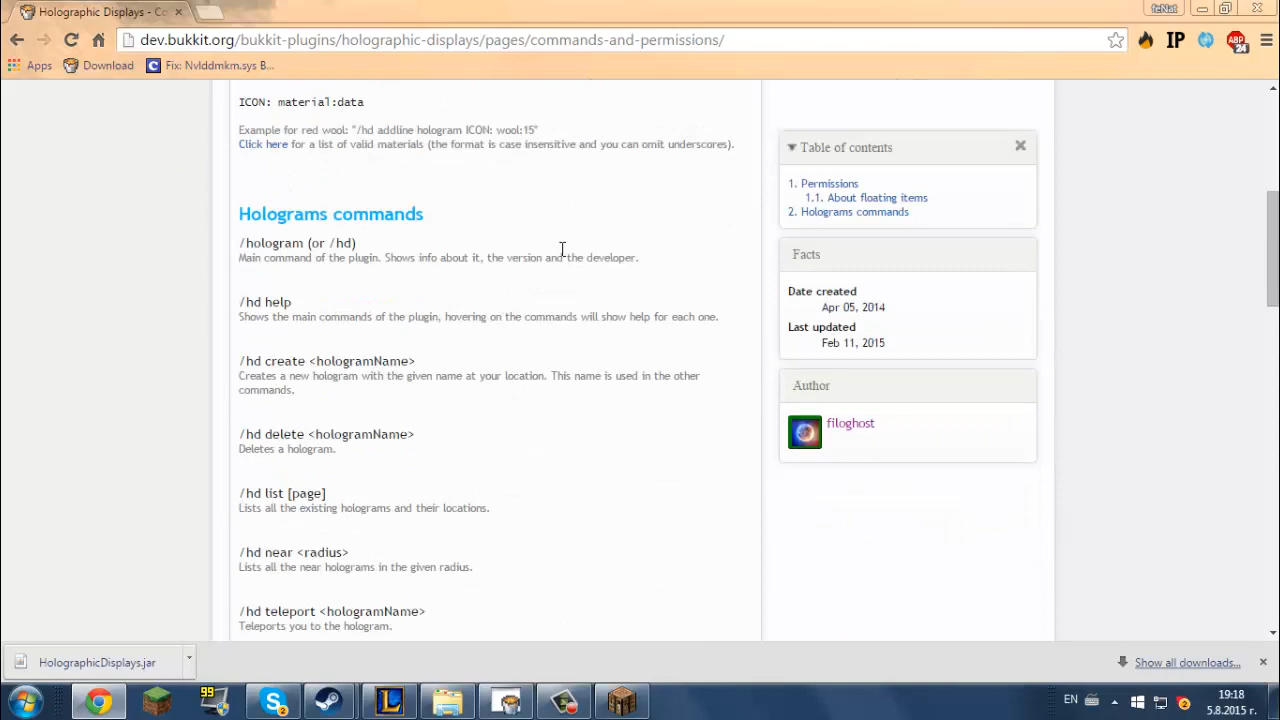 Holographic Displays - Co
teNat
dev.bukkit.org/bukkit-plugins/holographic-displays/pages/commands-and-permissions/
IP
ABP
24
Apps
Download
Fix: Nvlddmkm.sys B...
ICON: material:data
Example for red wool: "/hd addline hologram ICON: wool:15"
Click here for a list of valid materials (the format is case insensitive and you can omit underscores).
Holograms commands
/hologram (or /hd)
Main command of the plugin. Shows info about it, the version and the developer.
/hd help
Shows the main commands of the plugin, hovering on the commands will show help for each one.
/hd create <hologramName>
Creates a new hologram with the given name at your location. This name is used in the other
commands.
/hd delete <hologramName>
Deletes a hologram.
/hd list [page]
Lists all the existing holograms and their locations.
/hd near <radius>
Lists all the near holograms in the given radius.
/hd teleport <hologramName>
Teleports you to the hologram.
Table of contents
1. Permissions
1.1. About floating items
2. Holograms commands
Facts
Date created
Apr 05, 2014
Last updated
Feb 11, 2015
Author
filoghost
HolographicDisplays.jar
Show all downloads...
99
2
L
EN
2
19:18
5.8.2015 г.